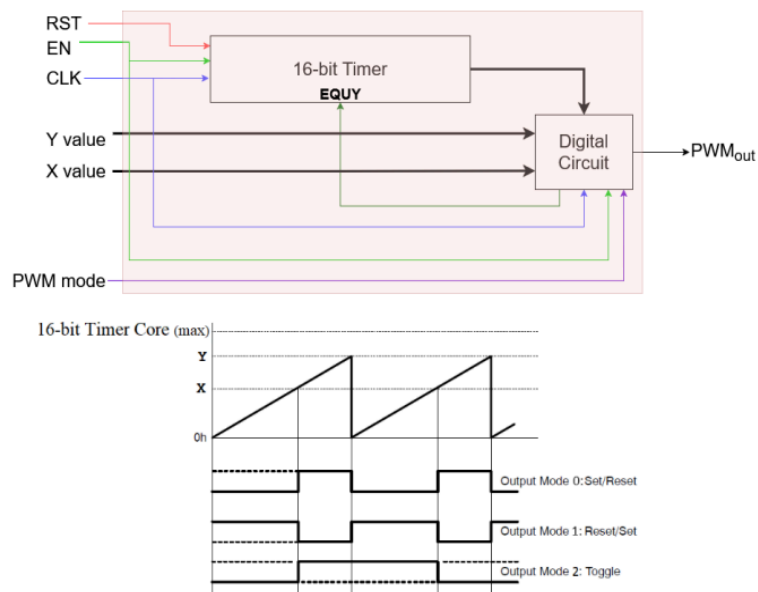 RST
EN
CLK
16-bit Timer
EQUY
Y value
X value
Digital
Circuit
PWMout
PWM mode
16-bit Timer Core (max)
Y
X
0h
Output Mode 0:Set/Reset
Output Mode 1: Reset/Set
Output Mode 2: Toggle